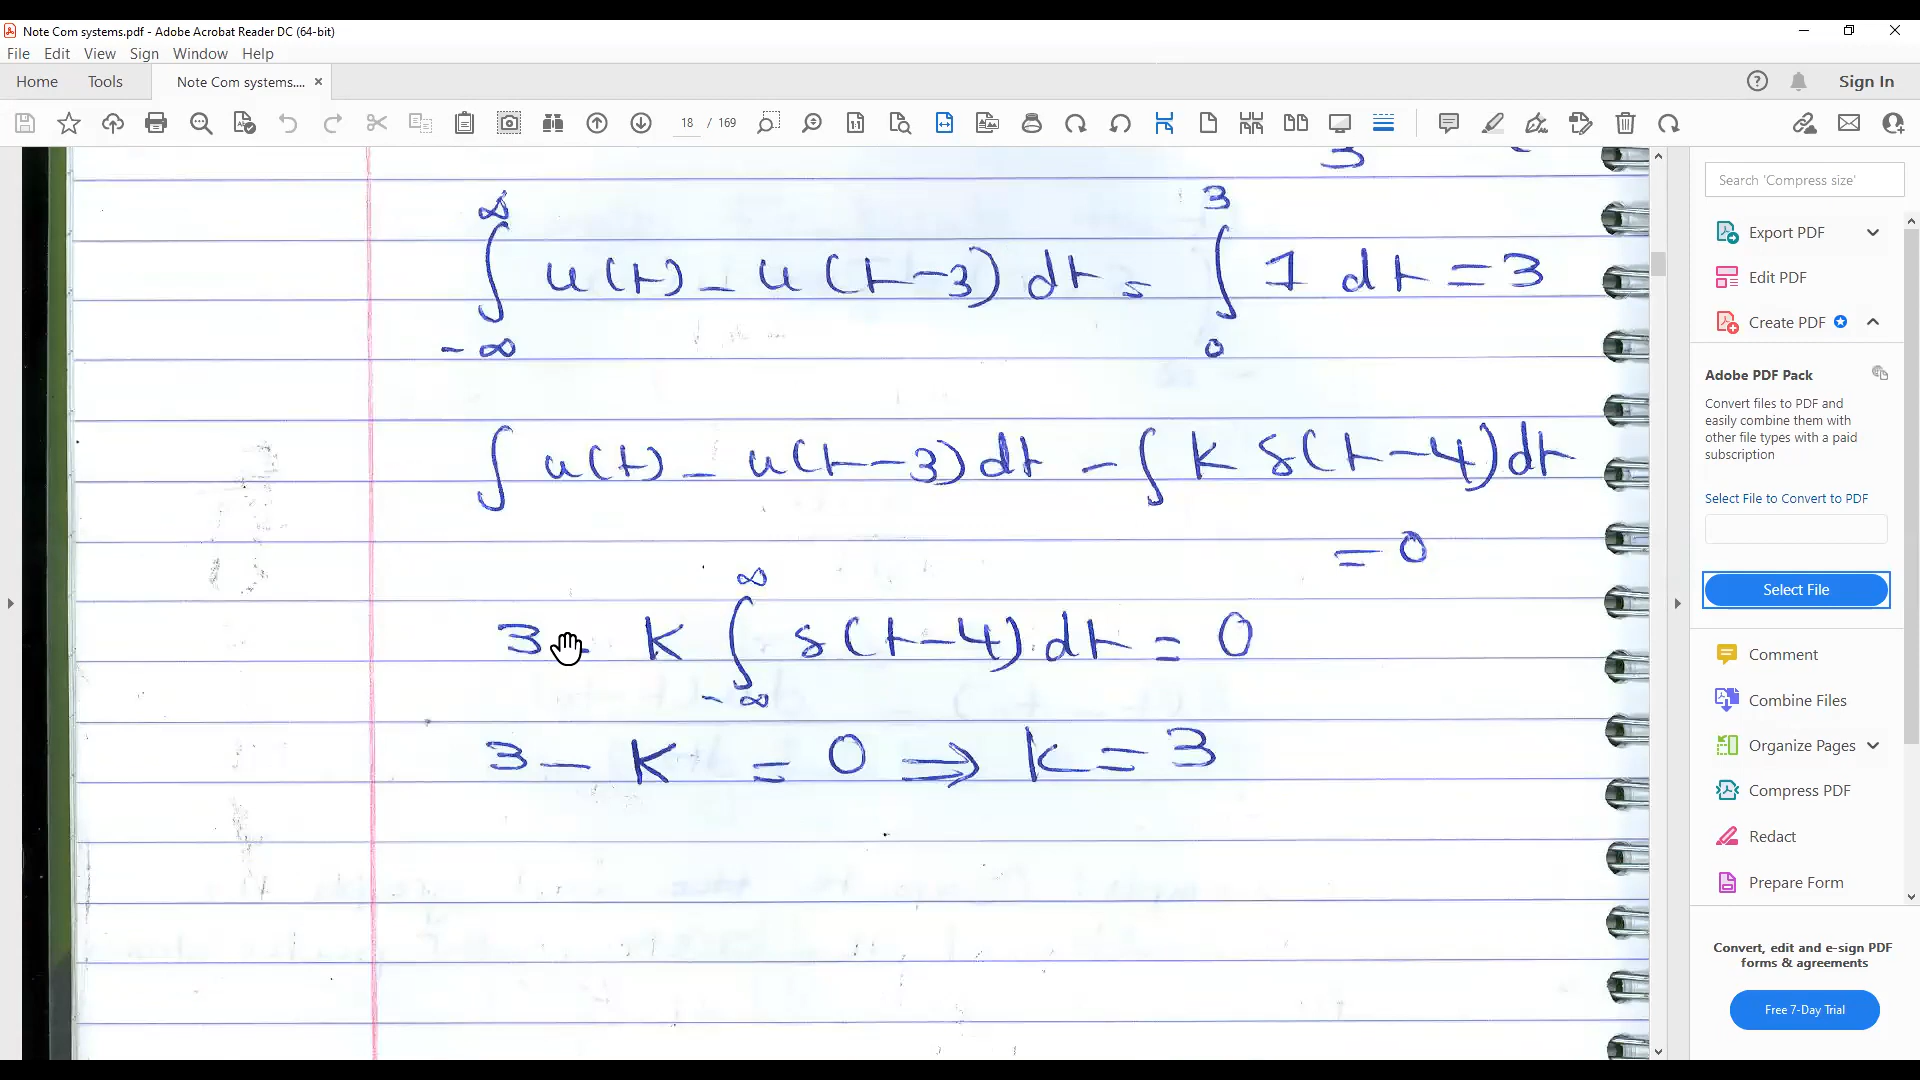 Note Com systems.pdf - Adobe Acrobat Reader DC (64-bit)
File Edit View Sign Window Help
Home Tools Note Com systems.... × Sign In
18 / 169
3
∞ 3
∫ u(t) - u(t-3) dt = ∫ 1 dt = 3
-∞ 0
∫ u(t) - u(t-3) dt - ∫ k δ(t-4) dt
= 0
∞
3 - k ∫ δ(t-4) dt = 0
-∞
3 - k = 0 ⇒ k = 3
Search 'Compress size'
Export PDF
Edit PDF
Create PDF
Adobe PDF Pack
Convert files to PDF and
easily combine them with
other file types with a paid
subscription
Select File to Convert to PDF
Select File
Comment
Combine Files
Organize Pages
Compress PDF
Redact
Prepare Form
Convert, edit and e-sign PDF
forms & agreements
Free 7-Day Trial